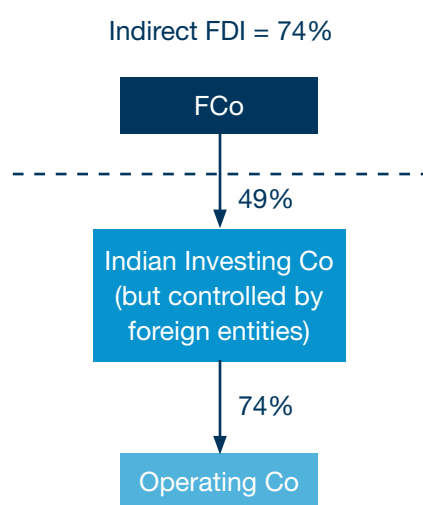 Indirect FDI = 74%
FCo
49%
Indian Investing Co
(but controlled by
foreign entities)
74%
Operating Co